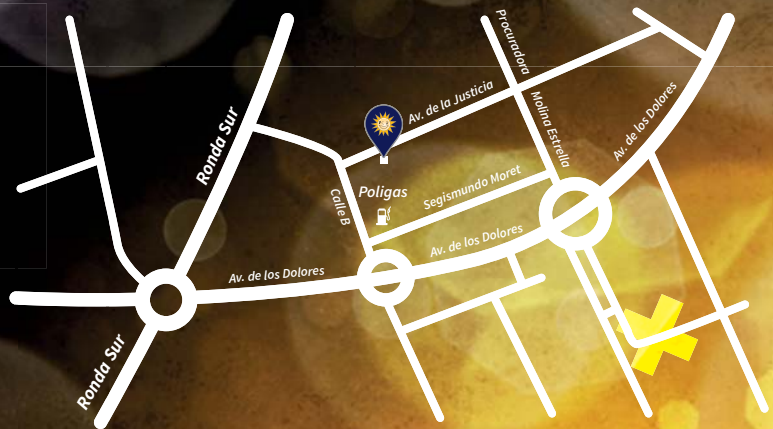 Procuradora
Molina Estrella
Av. de la Justicia
Av. de los Dolores
Ronda Sur
Poligas
Segismundo Moret
Calle B
Av. de los Dolores
Av. de los Dolores
Ronda Sur